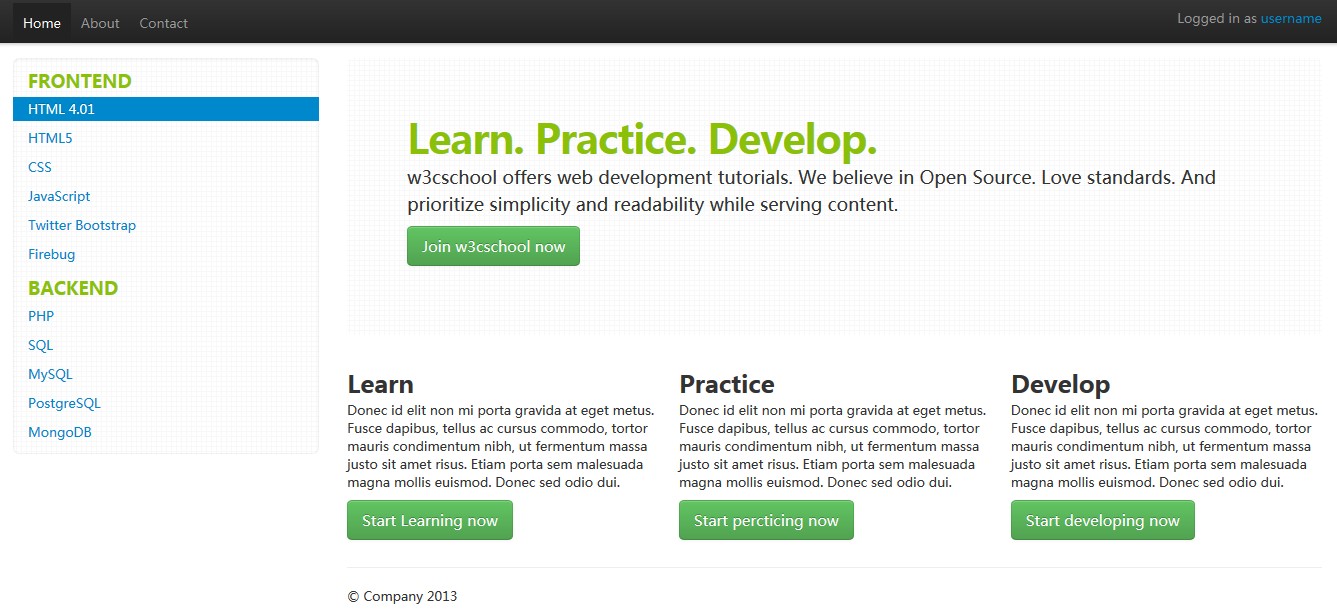 Home About Contact
Logged in as username
FRONTEND
HTML 4.01
HTML5
CSS
JavaScript
Twitter Bootstrap
Firebug
BACKEND
PHP
SQL
MySQL
PostgreSQL
MongoDB
Learn. Practice. Develop.
w3cschool offers web development tutorials. We believe in Open Source. Love standards. And
prioritize simplicity and readability while serving content.
Join w3cschool now
Learn
Donec id elit non mi porta gravida at eget metus.
Fusce dapibus, tellus ac cursus commodo, tortor
mauris condimentum nibh, ut fermentum massa
justo sit amet risus. Etiam porta sem malesuada
magna mollis euismod. Donec sed odio dui.
Start Learning now
Practice
Donec id elit non mi porta gravida at eget metus.
Fusce dapibus, tellus ac cursus commodo, tortor
mauris condimentum nibh, ut fermentum massa
justo sit amet risus. Etiam porta sem malesuada
magna mollis euismod. Donec sed odio dui.
Start percticing now
Develop
Donec id elit non mi porta gravida at eget metus.
Fusce dapibus, tellus ac cursus commodo, tortor
mauris condimentum nibh, ut fermentum massa
justo sit amet risus. Etiam porta sem malesuada
magna mollis euismod. Donec sed odio dui.
Start developing now
© Company 2013